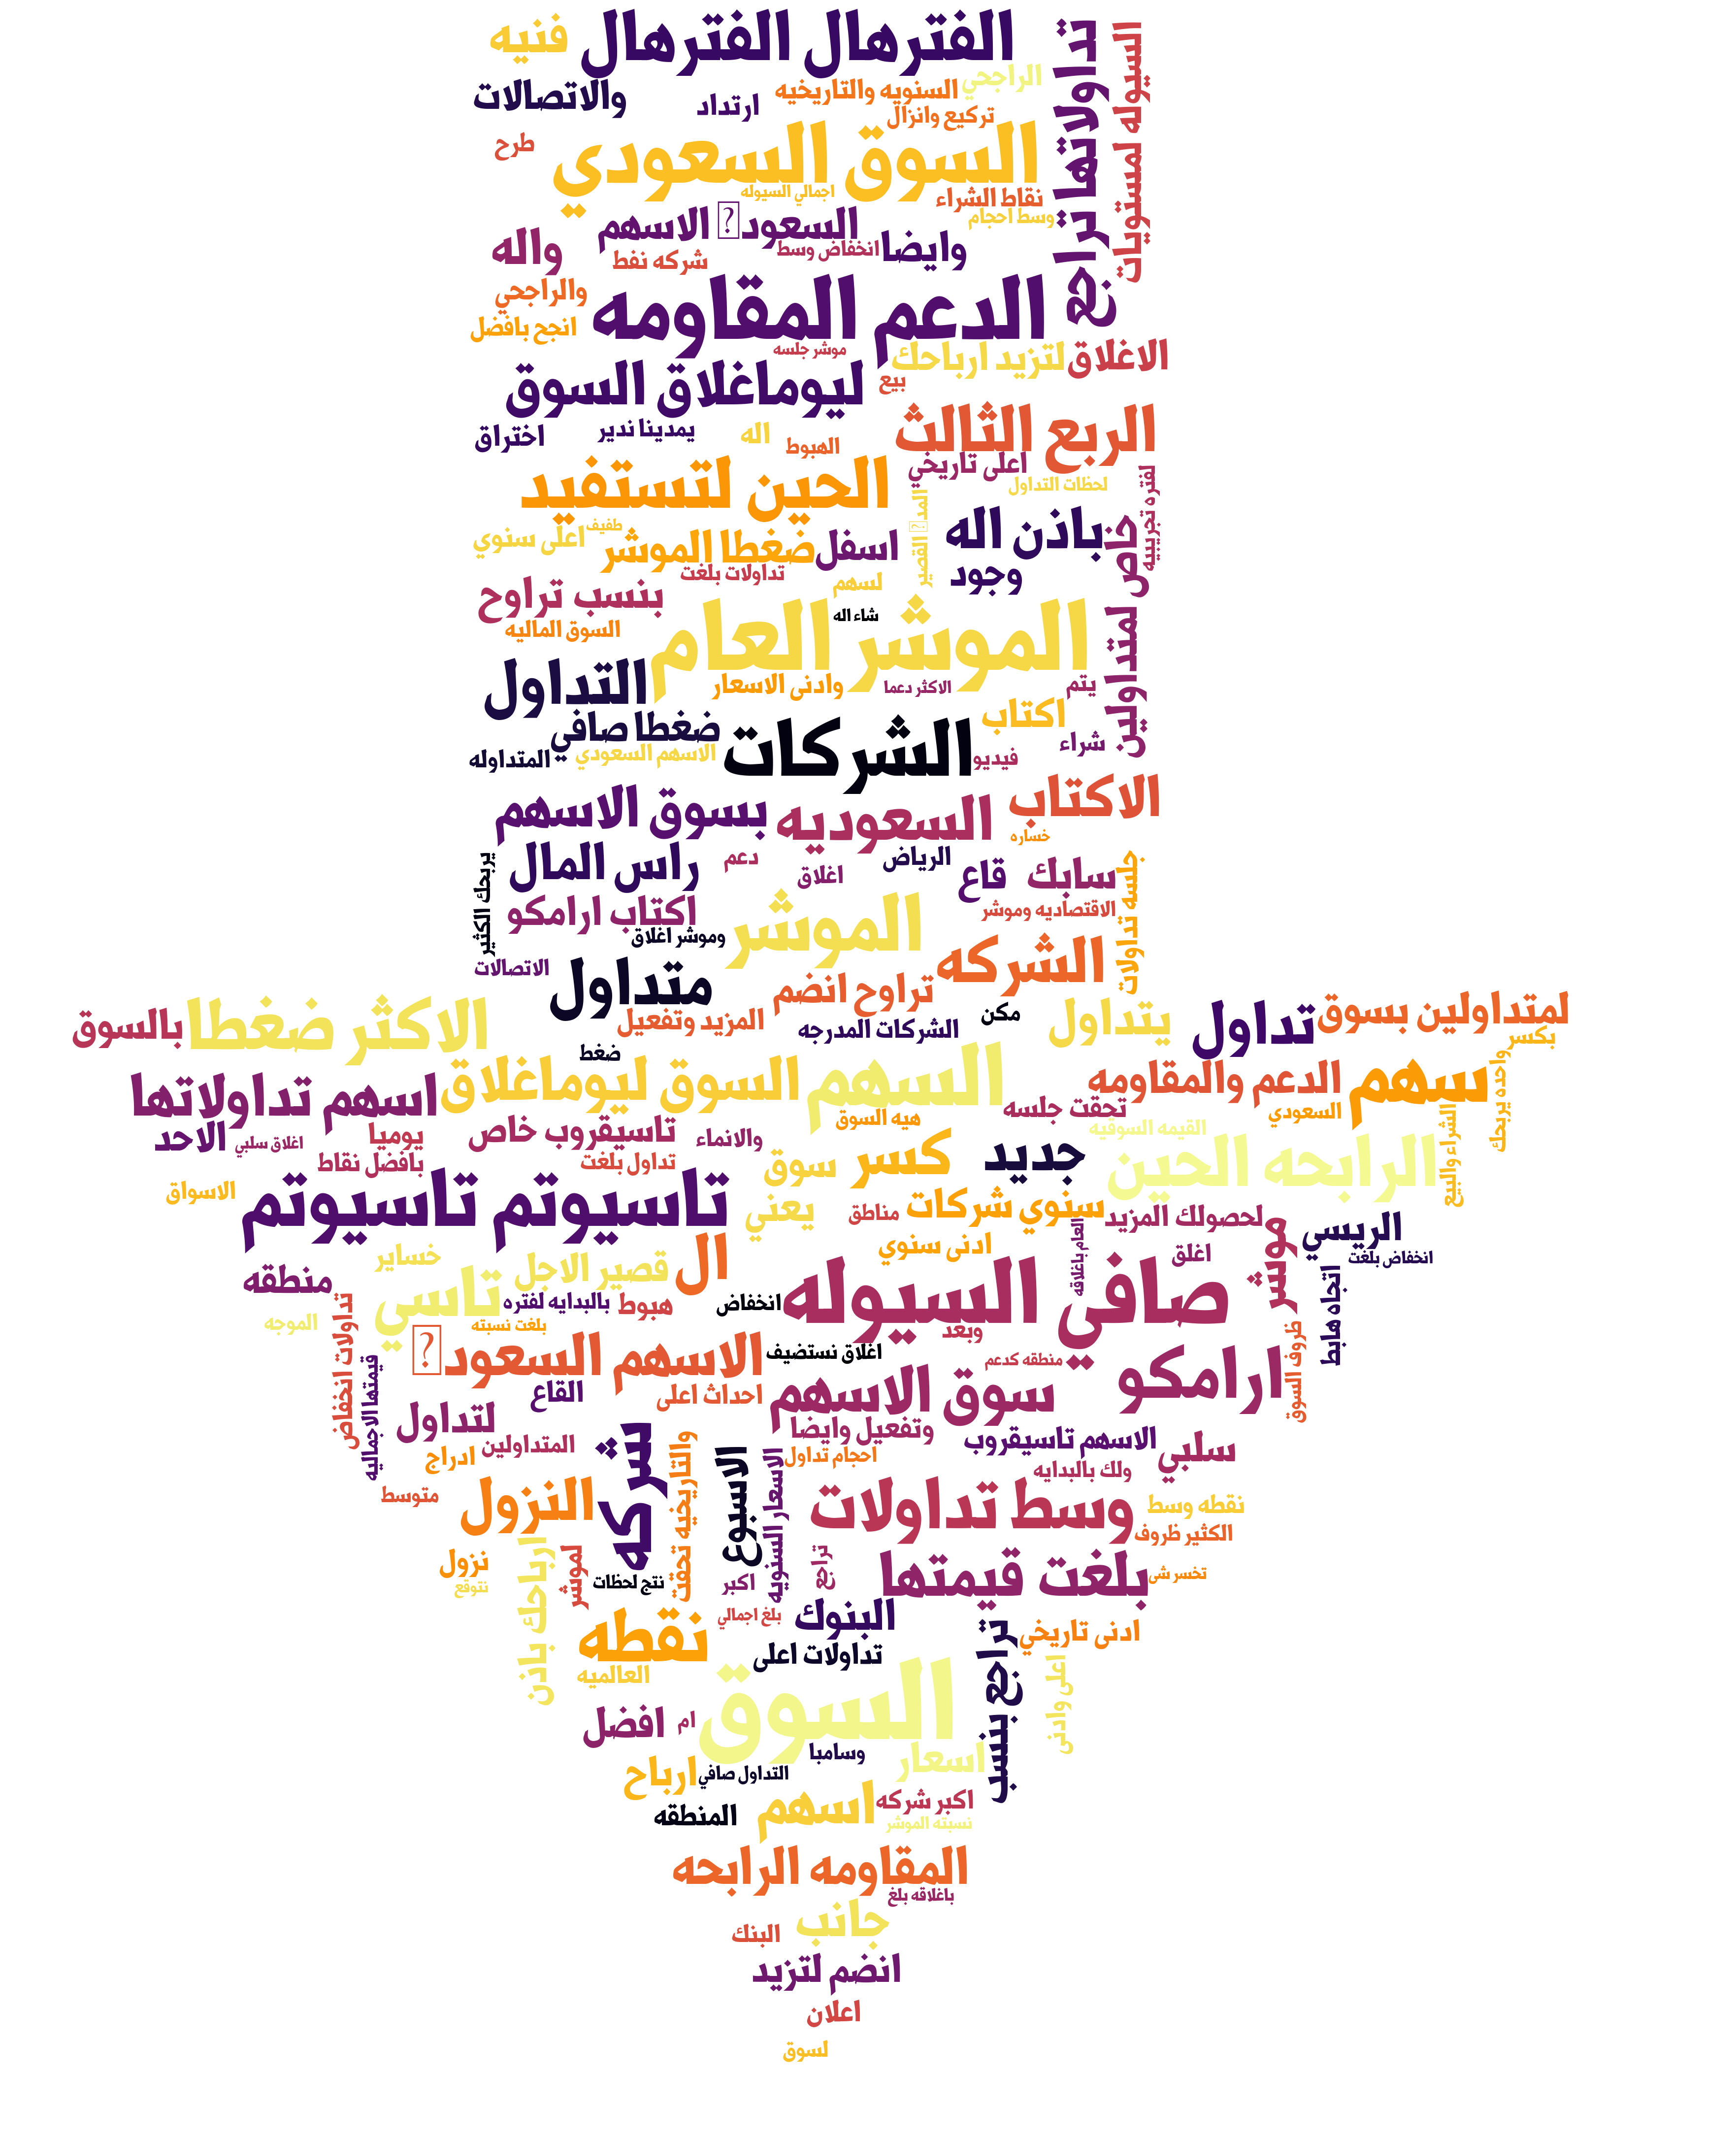 الفترهال الفترهال
فنيه
تداولاتها تراجع
السيوله لمستويات
الراجحي
السنويه والتاريخيه
والاتصالات
ارتداد
تركيع وانزال
طرح
السوق السعودي
اجمالي السيوله
نقاط الشراء
وسط احجام
السعود الاسهم
وايضا
انخفاض وسط
واله
شركه نفط
والراجحي
الدعم المقاومه
انجح بافضل
موشر جلسه
لتزيد ارباحك
الاغلاق
ليوماغلاق السوق
بيع
الربع الثالث
اختراق
يمدينا ندير
اله
الهبوط
اعلى تاريخي
لحظات التداول
لفتره تجريبيه
الحين لتستفيد
المد القصير
باذن اله
خاص لمتداولين
اعلى سنوي
طفيف
ضغطا الموشر
اسفل
وجود
تداولات بلغت
لسهم
بنسب تراوح
شاء اله
السوق الماليه
الموشر العام
التداول
وادنى الاسعار
الاكثر دعما
يتم
ضغطا صافي
اكتاب
الشركات
شراء
المتداوله
الاسهم السعودي
فيديو
الاكتاب
بسوق الاسهم
السعوديه
خساره
راس المال
دعم
اغلاق
الرياض
قاع
سابك
جلسه تداولات
يربحك الكثير
اكتاب ارامكو
الاقتصاديه وموشر
الموشر
وموشر اغلاق
الاتصالات
الشركه
متداول
تراوح انضم
لمتداولين بسوق
الاكثر ضغطا
بالسوق
المزيد وتفعيل
الشركات المدرجه
مكن
يتداول
تداول
بكسر
ضغط
السوق ليوماغلاق
السهم
الدعم والمقاومه
سهم
واحده يربحك
اسهم تداولاتها
هيه السوق
تحقت جلسه
السعودي
الشراء والبيع
الاحد
اغلاق سلبي
يوميا
تاسيقروب خاص
والانماء
القيمه السوقيه
بافضل نقاط
تداول بلغت
سوق
كسر
جديد
الرابحه الحين
الاسواق
تاسيوتم تاسيوتم
يعني
مناطق
سنوي شركات
لحصولك المزيد
الريسي
انخفاض بلغت
خساير
قصير الاجل
ال
ادنى سنوي
العام باغلاقه
اغلق
موشر
اتجاه هابط
منطقه
تاسي
بالبدايه لفتره
هبوط
انخفاض
صافي السيوله
الموجه
تداولات انخفاض
بلغت نسبته
وبعد
ظروف السوق
الاسهم السعود
اغلاق نستضيف
منطقه كدعم
ارامكو
قيمتها الاجماليه
القاع
احداث اعلى
سوق الاسهم
لتداول
وتفعيل وايضا
المتداولين
ادراج
شركه
والتاريخيه تحقت
الاسبوع
الاسعار السنويه
احجام تداول
الاسهم تاسيقروب
سلبي
ولك بالبدايه
متوسط
النزول
وسط تداولات
نقطه وسط
الكثير ظروف
نزول
نتوقع
ارباحك باذن
لموشر
نتج لحظات
اكبر
تراجع
بلغت قيمتها
تخسر شى
نقطه
بلغ اجمالي
البنوك
تراجع بنسب
ادنى تاريخي
تداولات اعلى
العالميه
اعلى وادنى
السوق
افضل
ام
وسامبا
اسعار
ارباح
التداول صافي
المنطقه
اسهم
اكبر شركه
نسبته الموشر
المقاومه الرابحه
باغلاقه بلغ
جانب
البنك
انضم لتزيد
اعلان
لسوق